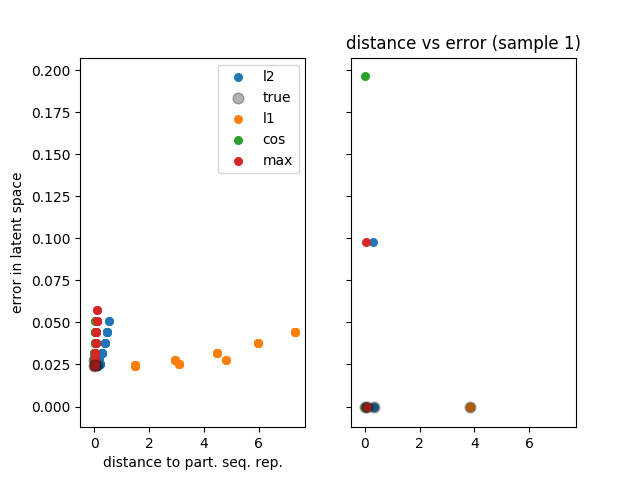 distance vs error (sample 1)
0.200
0.175
0.150
0.125
0.100
0.075
0.050
0.025
0.000
error in latent space
l2
true
l1
cos
max
0 2 4 6
0 2 4 6
distance to part. seq. rep.